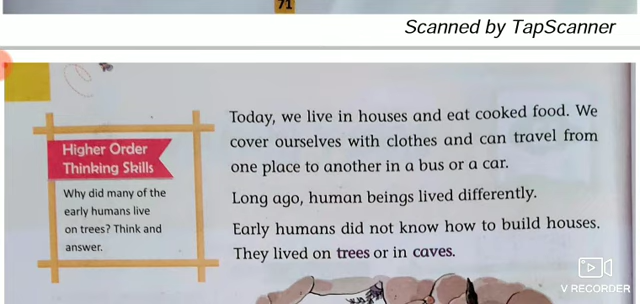 71
Scanned by TapScanner
Higher Order
Thinking Skills
Why did many of the
early humans live
on trees? Think and
answer.
Today, we live in houses and eat cooked food. We
cover ourselves with clothes and can travel from
one place to another in a bus or a car.
Long ago, human beings lived differently.
Early humans did not know how to build houses.
They lived on trees or in caves.
V RECORDER